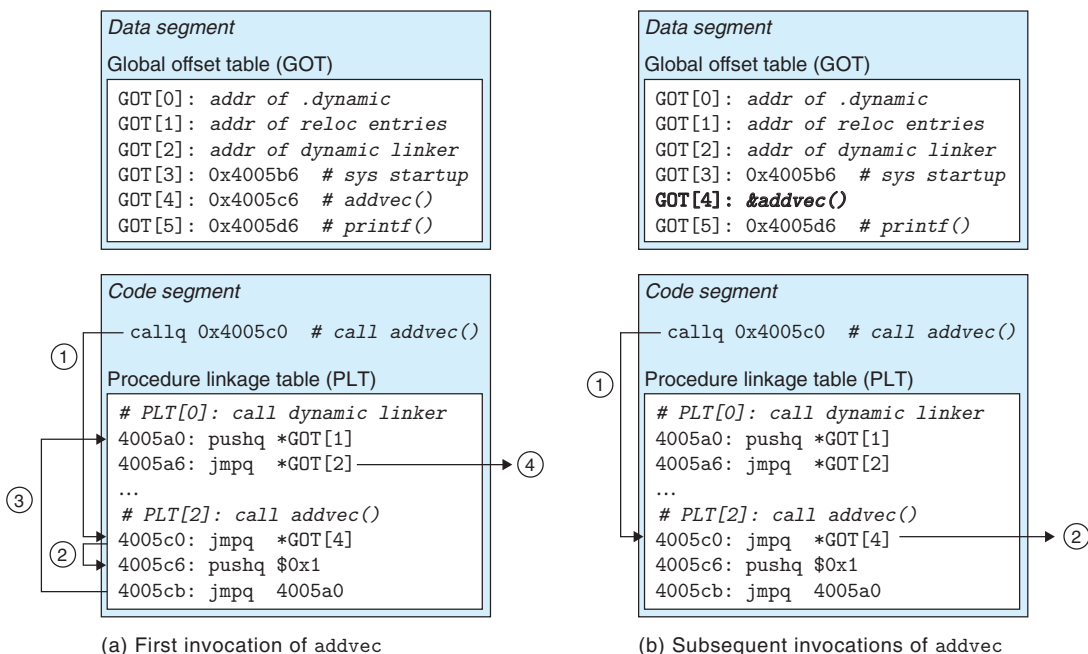 Data segment
Global offset table (GOT)
GOT[0]: addr of .dynamic
GOT[1]: addr of reloc entries
GOT[2]: addr of dynamic linker
GOT[3]: 0x4005b6 # sys startup
GOT[4]: 0x4005c6 # addvec()
GOT[5]: 0x4005d6 # printf()
Code segment
callq 0x4005c0 # call addvec()
1
Procedure linkage table (PLT)
# PLT[0]: call dynamic linker
4005a0: pushq *GOT[1]
4005a6: jmpq *GOT[2]
4
3
…
# PLT[2]: call addvec()
4005c0: jmpq *GOT[4]
2
4005c6: pushq $0x1
4005cb: jmpq 4005a0
(a) First invocation of addvec
Data segment
Global offset table (GOT)
GOT[0]: addr of .dynamic
GOT[1]: addr of reloc entries
GOT[2]: addr of dynamic linker
GOT[3]: 0x4005b6 # sys startup
GOT[4]: &addvec()
GOT[5]: 0x4005d6 # printf()
Code segment
callq 0x4005c0 # call addvec()
1
Procedure linkage table (PLT)
# PLT[0]: call dynamic linker
4005a0: pushq *GOT[1]
4005a6: jmpq *GOT[2]
…
# PLT[2]: call addvec()
4005c0: jmpq *GOT[4]
2
4005c6: pushq $0x1
4005cb: jmpq 4005a0
(b) Subsequent invocations of addvec